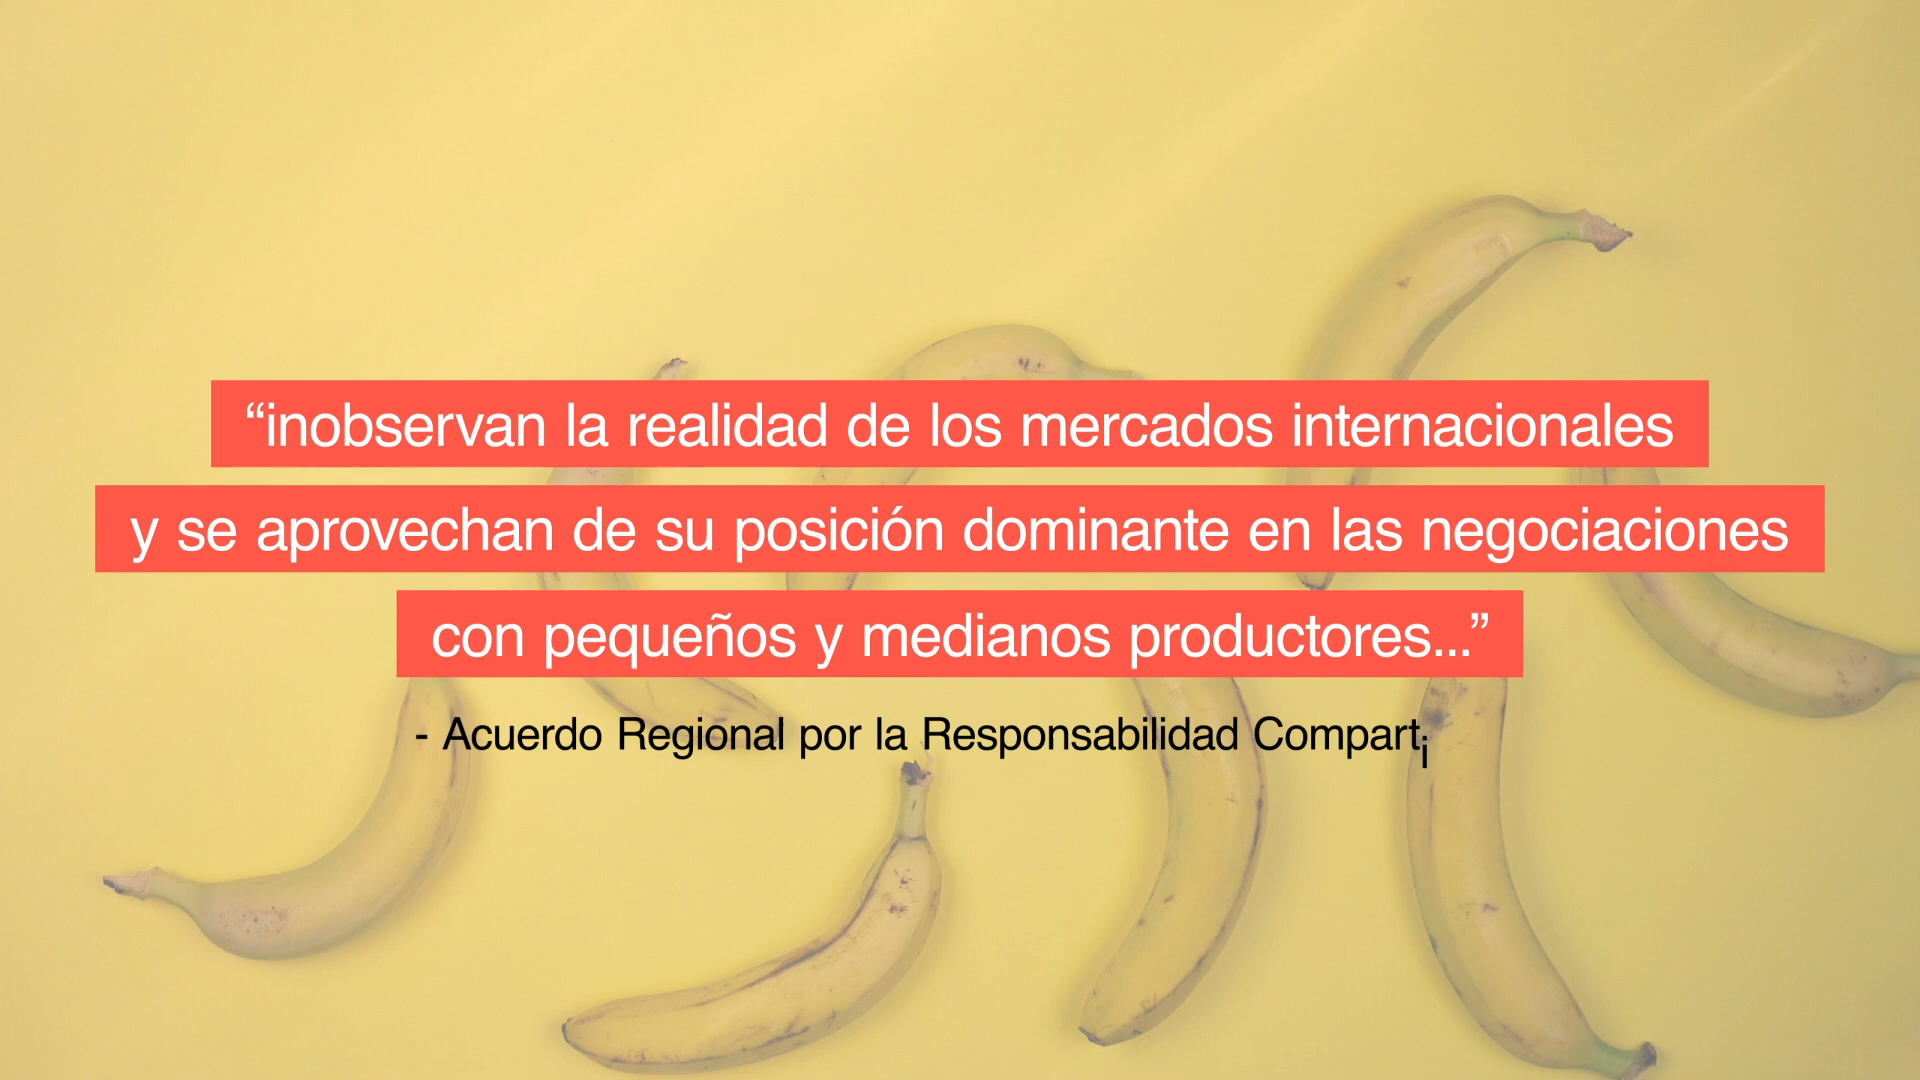 “inobservan la realidad de los mercados internacionales
y se aprovechan de su posición dominante en las negociaciones
con pequeños y medianos productores...”
- Acuerdo Regional por la Responsabilidad Comparti